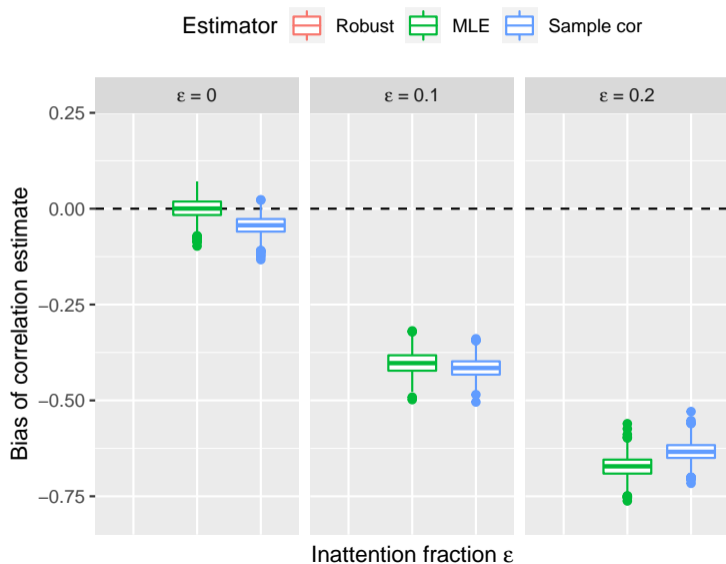 Estimator Robust MLE Sample cor
ε = 0 ε = 0.1 ε = 0.2
0.25
0.00
−0.25
−0.50
−0.75
Bias of correlation estimate
Inattention fraction ε